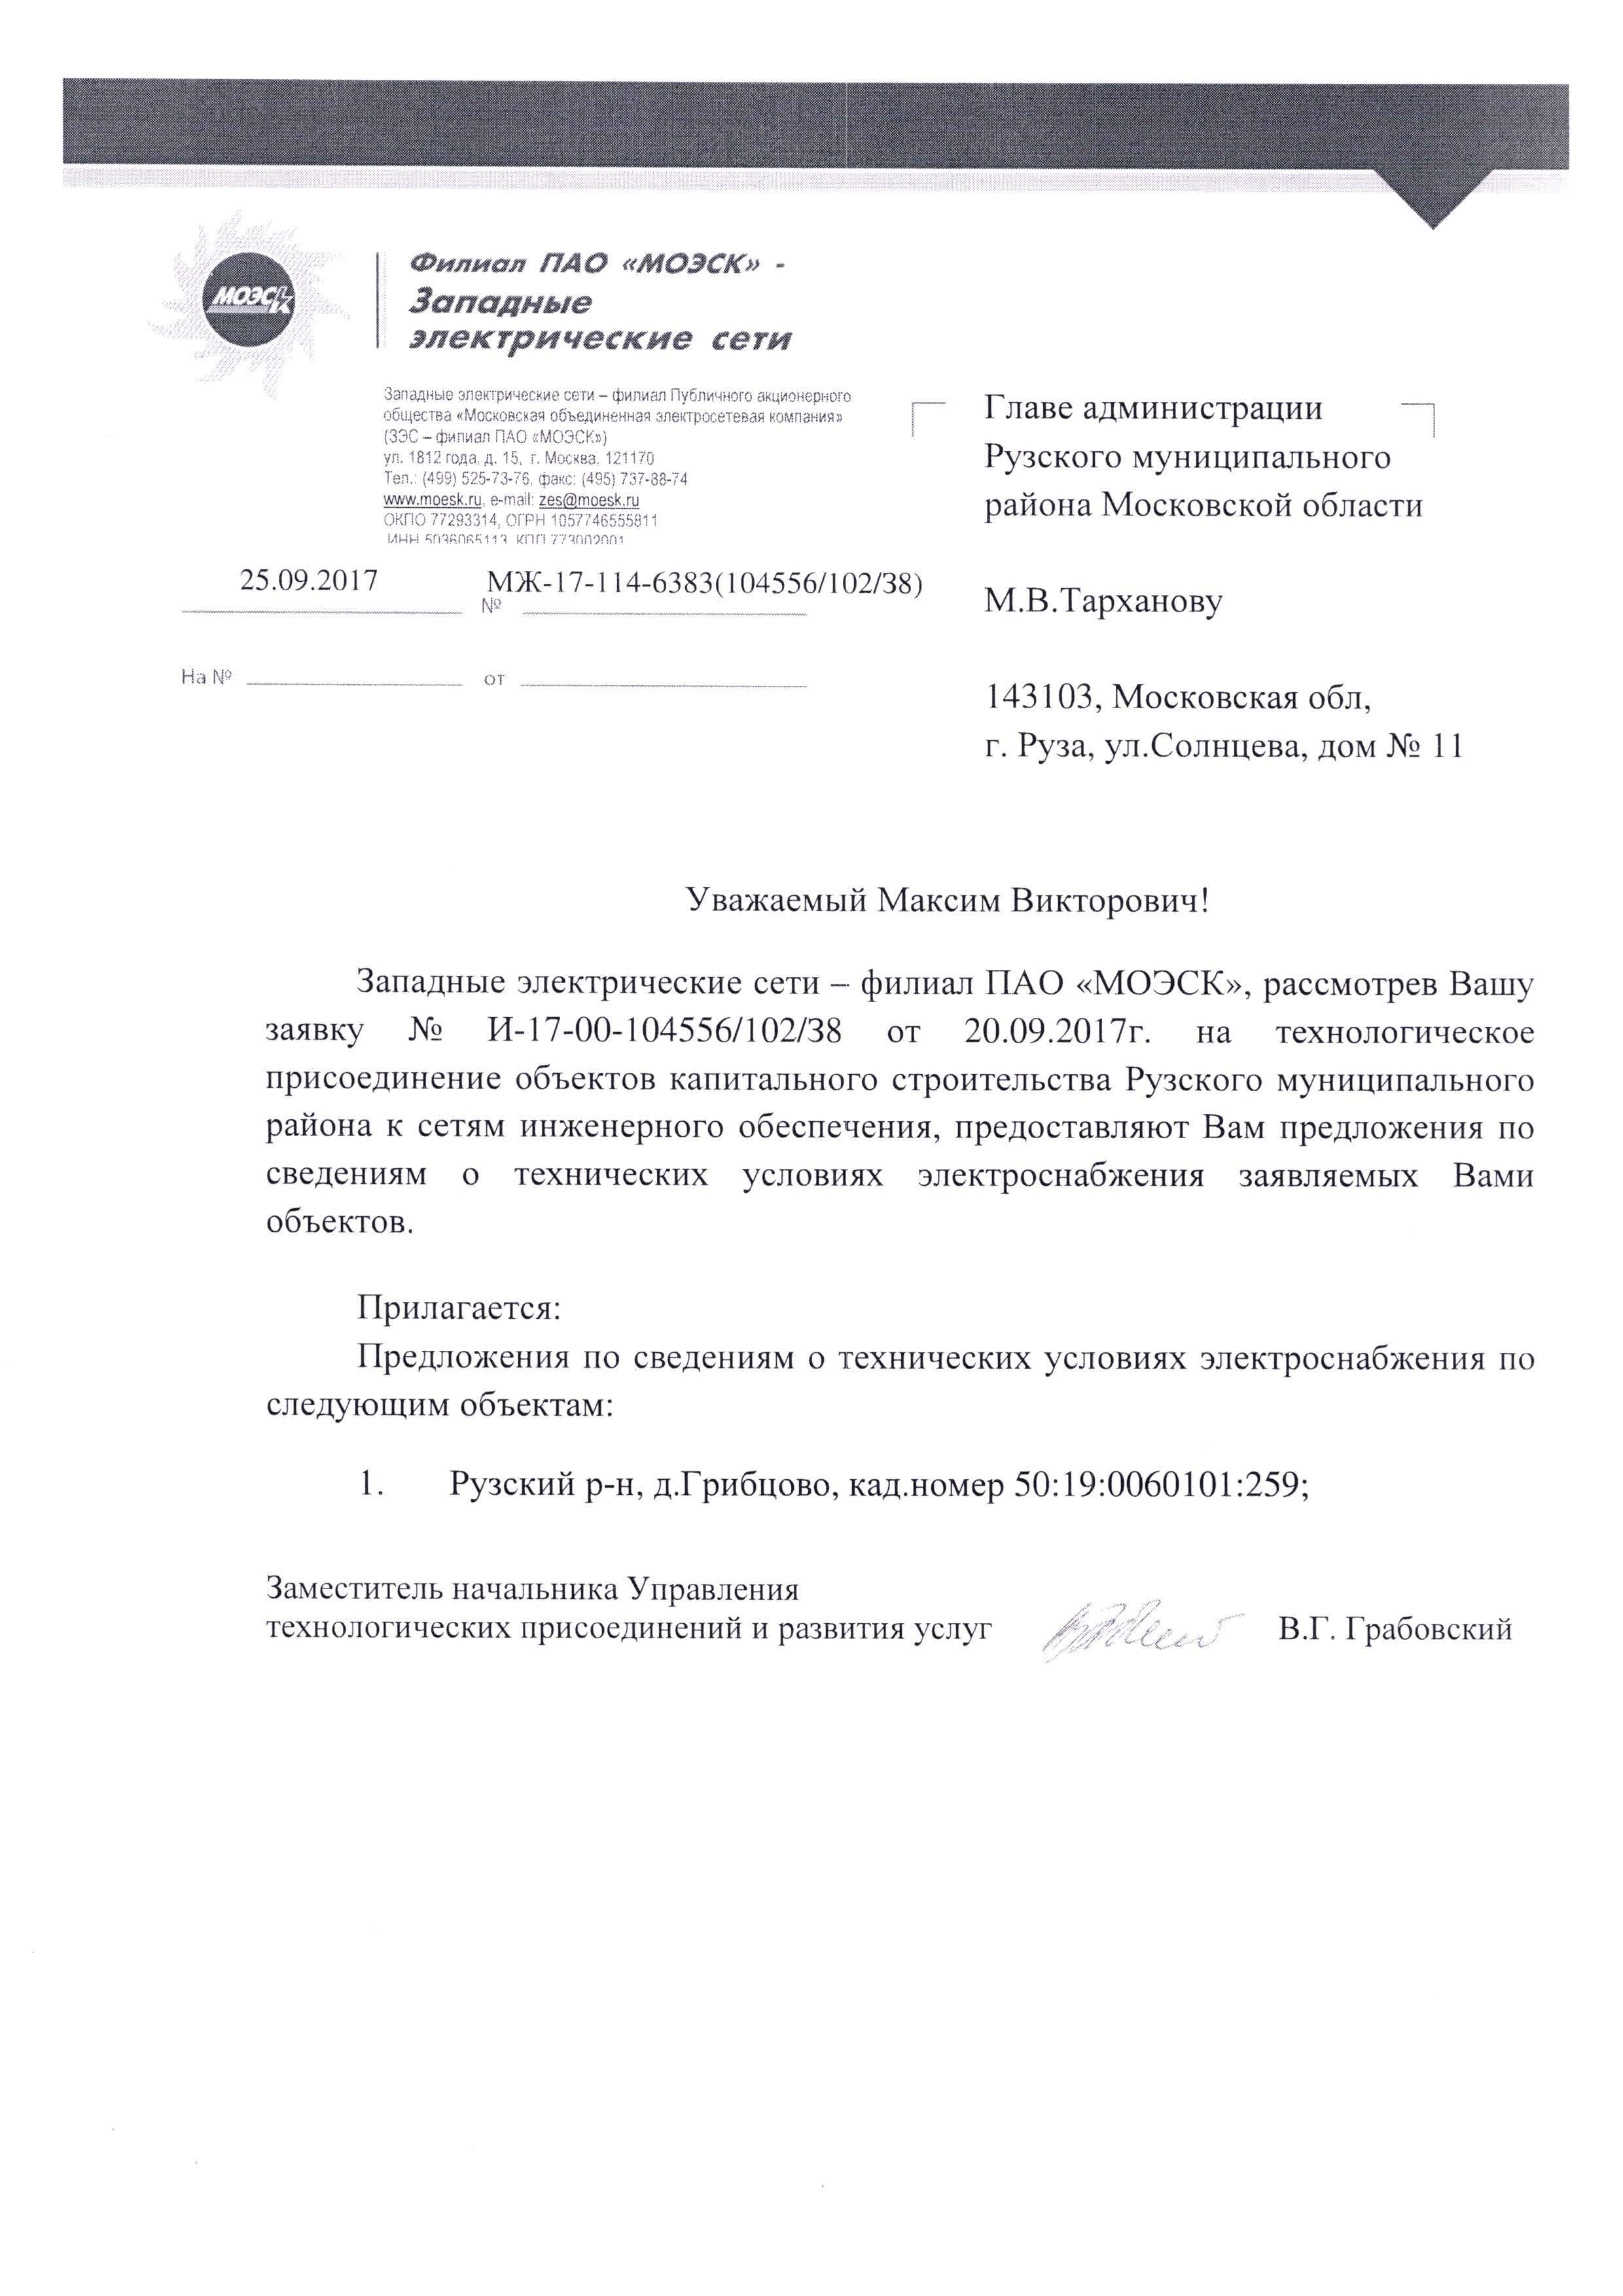 МОЭСК
Филиал ПАО «МОЭСК» -
Западные
электрические сети
Западные электрические сети – филиал Публичного акционерного
общества «Московская объединенная электросетевая компания»
(ЗЭС – филиал ПАО «МОЭСК»)
ул. 1812 года, д. 15, г. Москва, 121170
Тел.: (499) 525-73-76, факс: (495) 737-88-74
www.moesk.ru, e-mail: zes@moesk.ru
ОКПО 77293314, ОГРН 1057746555811
ИНН 5036065113 КПП 773002001
25.09.2017 МЖ-17-114-6383(104556/102/38)
№
На № от
Главе администрации
Рузского муниципального
района Московской области
М.В.Тарханову
143103, Московская обл,
г. Руза, ул.Солнцева, дом № 11
Уважаемый Максим Викторович!
Западные электрические сети – филиал ПАО «МОЭСК», рассмотрев Вашу
заявку № И-17-00-104556/102/38 от 20.09.2017г. на технологическое
присоединение объектов капитального строительства Рузского муниципального
района к сетям инженерного обеспечения, предоставляют Вам предложения по
сведениям о технических условиях электроснабжения заявляемых Вами
объектов.
Прилагается:
Предложения по сведениям о технических условиях электроснабжения по
следующим объектам:
1. Рузский р-н, д.Грибцово, кад.номер 50:19:0060101:259;
Заместитель начальника Управления
технологических присоединений и развития услуг В.Г. Грабовский